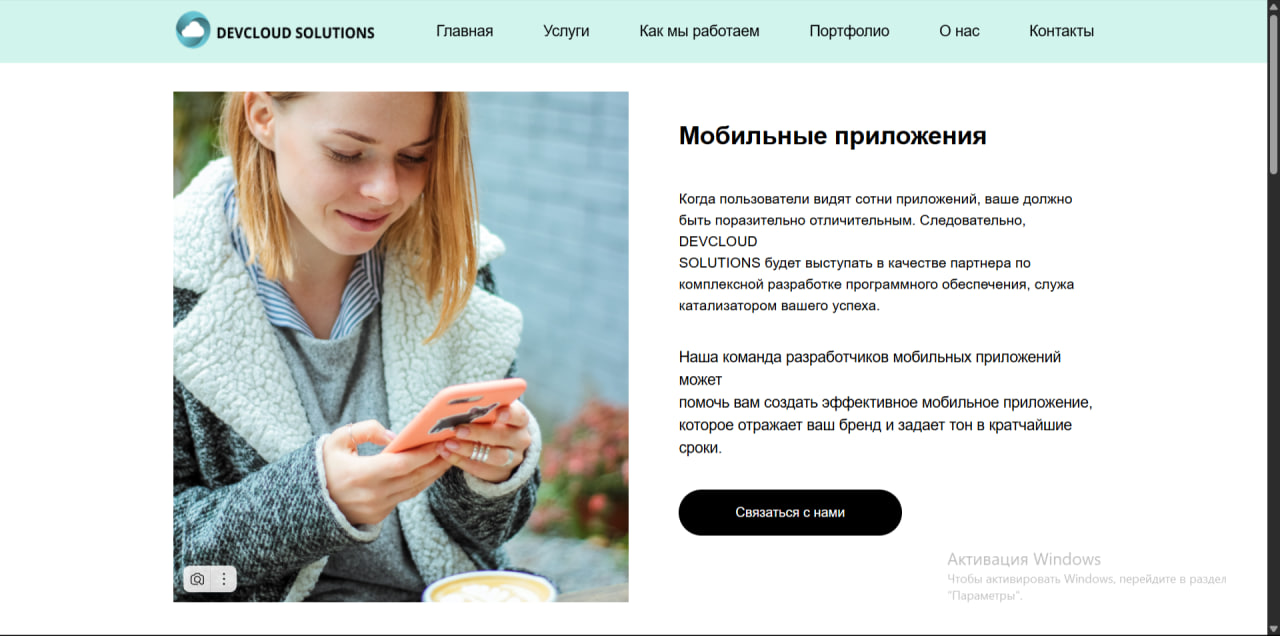 DEVCLOUD SOLUTIONS
Главная
Услуги
Как мы работаем
Портфолио
О нас
Контакты
Мобильные приложения
Когда пользователи видят сотни приложений, ваше должно
быть поразительно отличительным. Следовательно,
DEVCLOUD
SOLUTIONS будет выступать в качестве партнера по
комплексной разработке программного обеспечения, служа
катализатором вашего успеха.
Наша команда разработчиков мобильных приложений
может
помочь вам создать эффективное мобильное приложение,
которое отражает ваш бренд и задает тон в кратчайшие
сроки.
Связаться с нами
Активация Windows
Чтобы активировать Windows, перейдите в раздел
"Параметры".